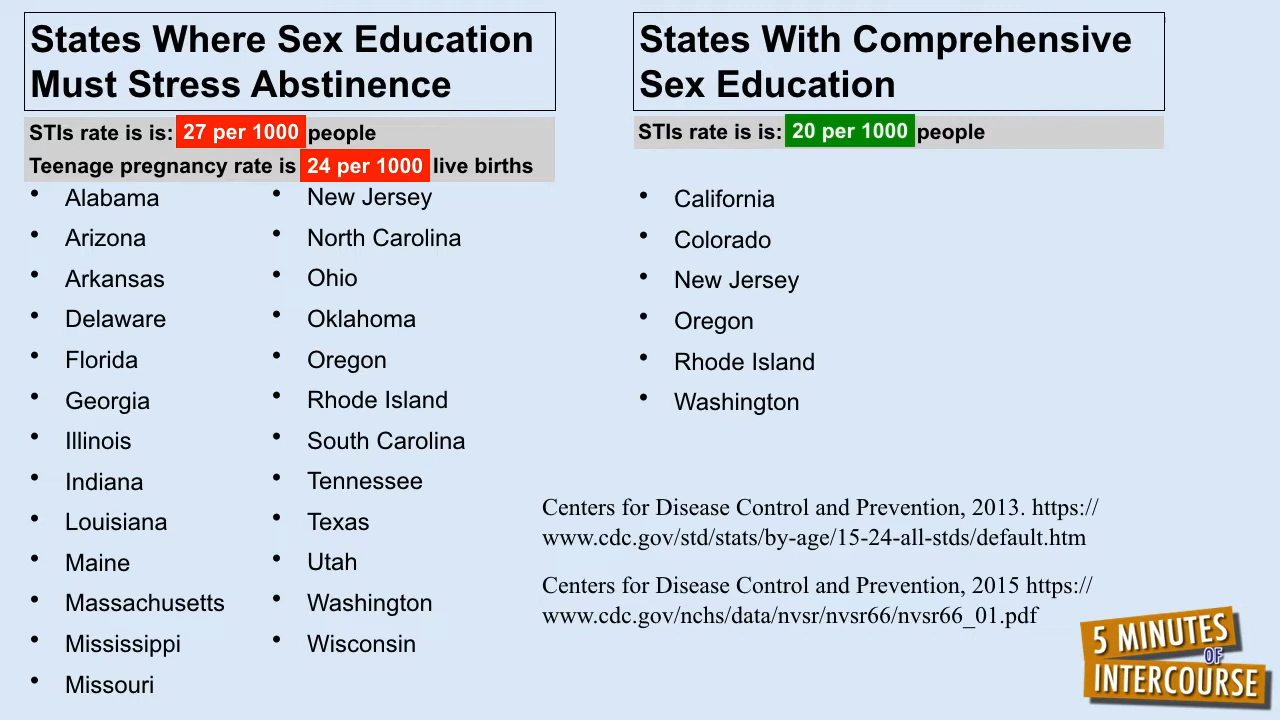 States Where Sex Education
Must Stress Abstinence
STIs rate is is: 27 per 1000 people
Teenage pregnancy rate is 24 per 1000 live births
• Alabama
• Arizona
• Arkansas
• Delaware
• Florida
• Georgia
• Illinois
• Indiana
• Louisiana
• Maine
• Massachusetts
• Mississippi
• Missouri
• New Jersey
• North Carolina
• Ohio
• Oklahoma
• Oregon
• Rhode Island
• South Carolina
• Tennessee
• Texas
• Utah
• Washington
• Wisconsin
States With Comprehensive
Sex Education
STIs rate is is: 20 per 1000 people
• California
• Colorado
• New Jersey
• Oregon
• Rhode Island
• Washington
Centers for Disease Control and Prevention, 2013. https://
www.cdc.gov/std/stats/by-age/15-24-all-stds/default.htm
Centers for Disease Control and Prevention, 2015 https://
www.cdc.gov/nchs/data/nvsr/nvsr66/nvsr66_01.pdf
5 MINUTES
OF
INTERCOURSE